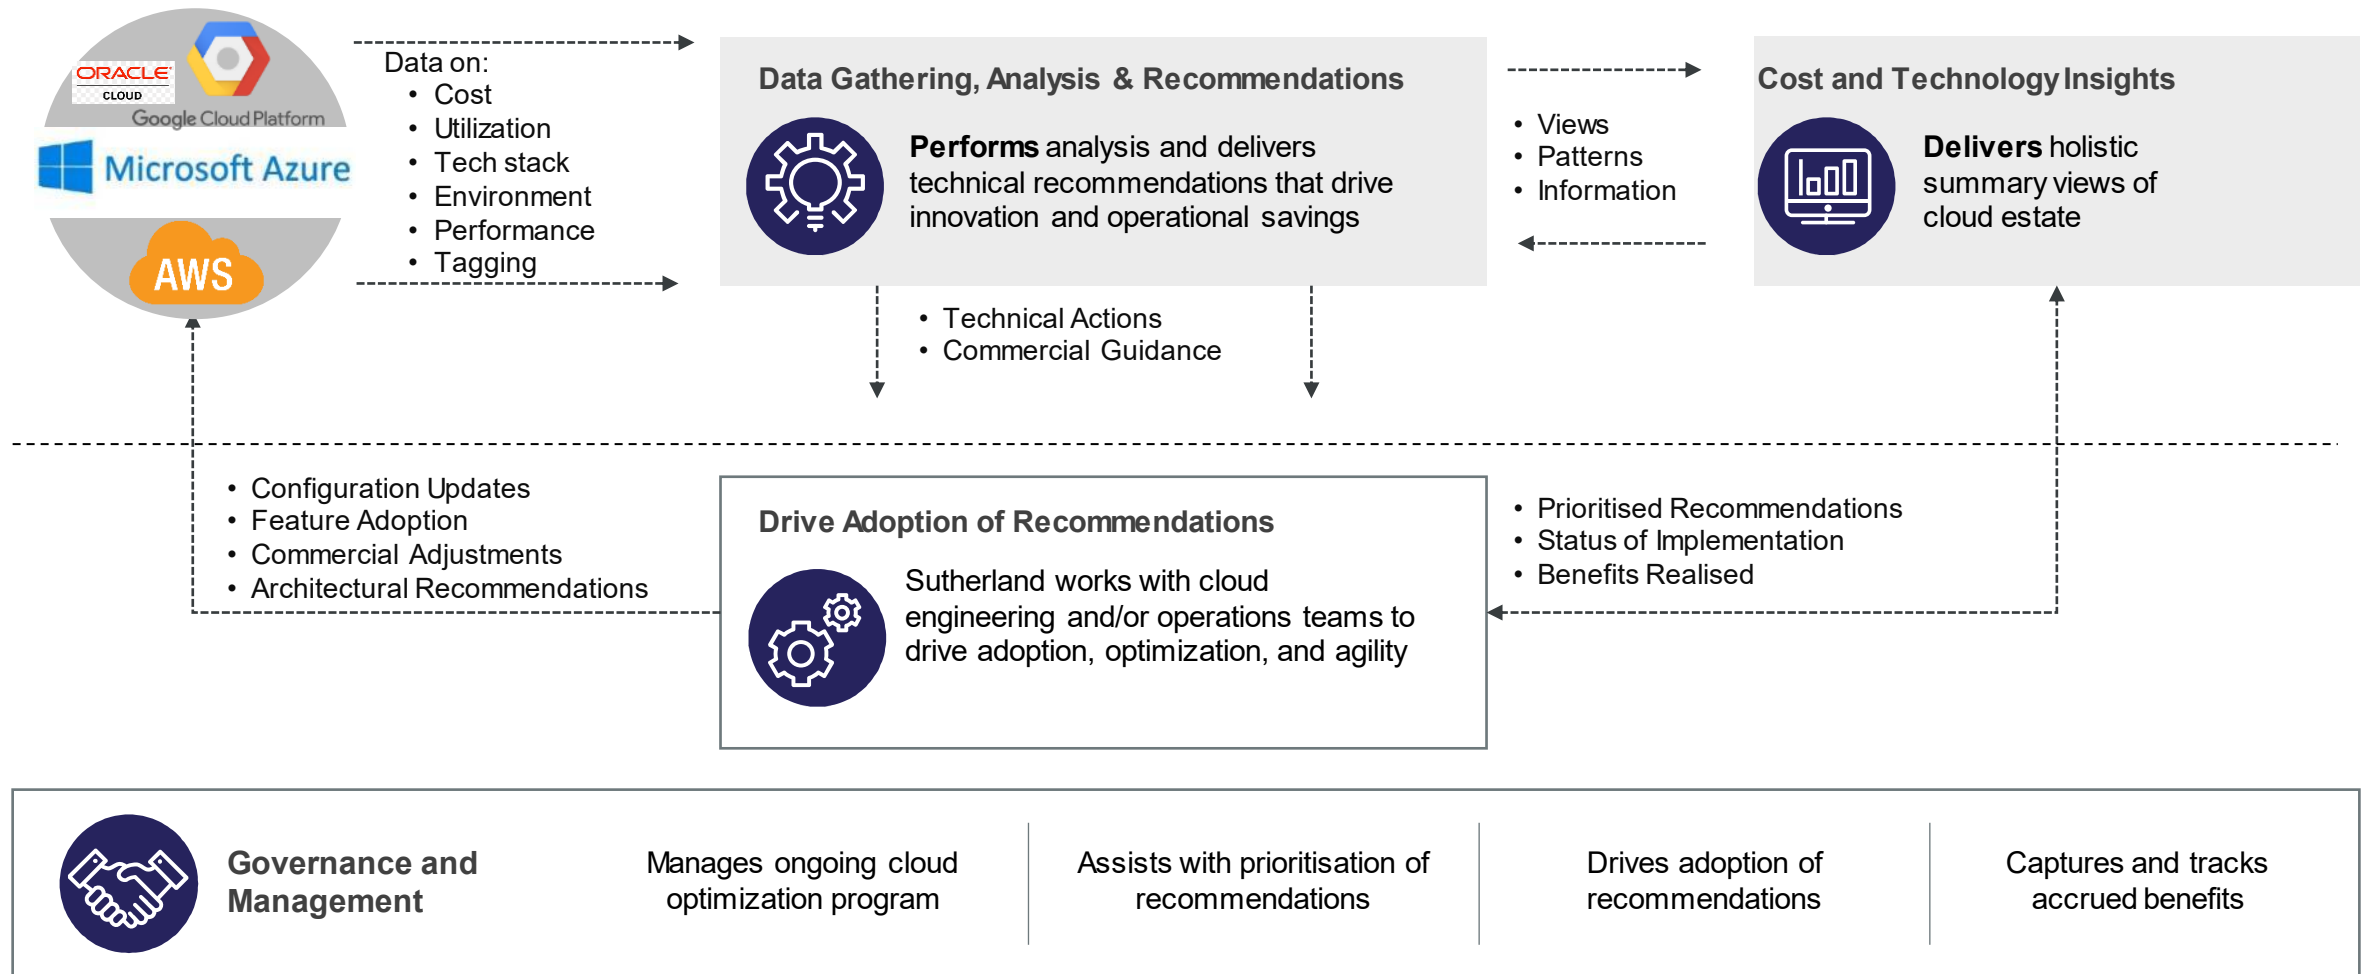 ORACLE
CLOUD
Google Cloud Platform
Microsoft Azure
AWS
Data on:
• Cost
• Utilization
• Tech stack
• Environment
• Performance
• Tagging
Data Gathering, Analysis & Recommendations
Performs analysis and delivers
technical recommendations that drive
innovation and operational savings
• Views
• Patterns
• Information
Cost and Technology Insights
Delivers holistic
summary views of
cloud estate
• Technical Actions
• Commercial Guidance
• Configuration Updates
• Feature Adoption
• Commercial Adjustments
• Architectural Recommendations
Drive Adoption of Recommendations
Sutherland works with cloud
engineering and/or operations teams to
drive adoption, optimization, and agility
• Prioritised Recommendations
• Status of Implementation
• Benefits Realised
Governance and
Management
Manages ongoing cloud
optimization program
Assists with prioritisation of
recommendations
Drives adoption of
recommendations
Captures and tracks
accrued benefits